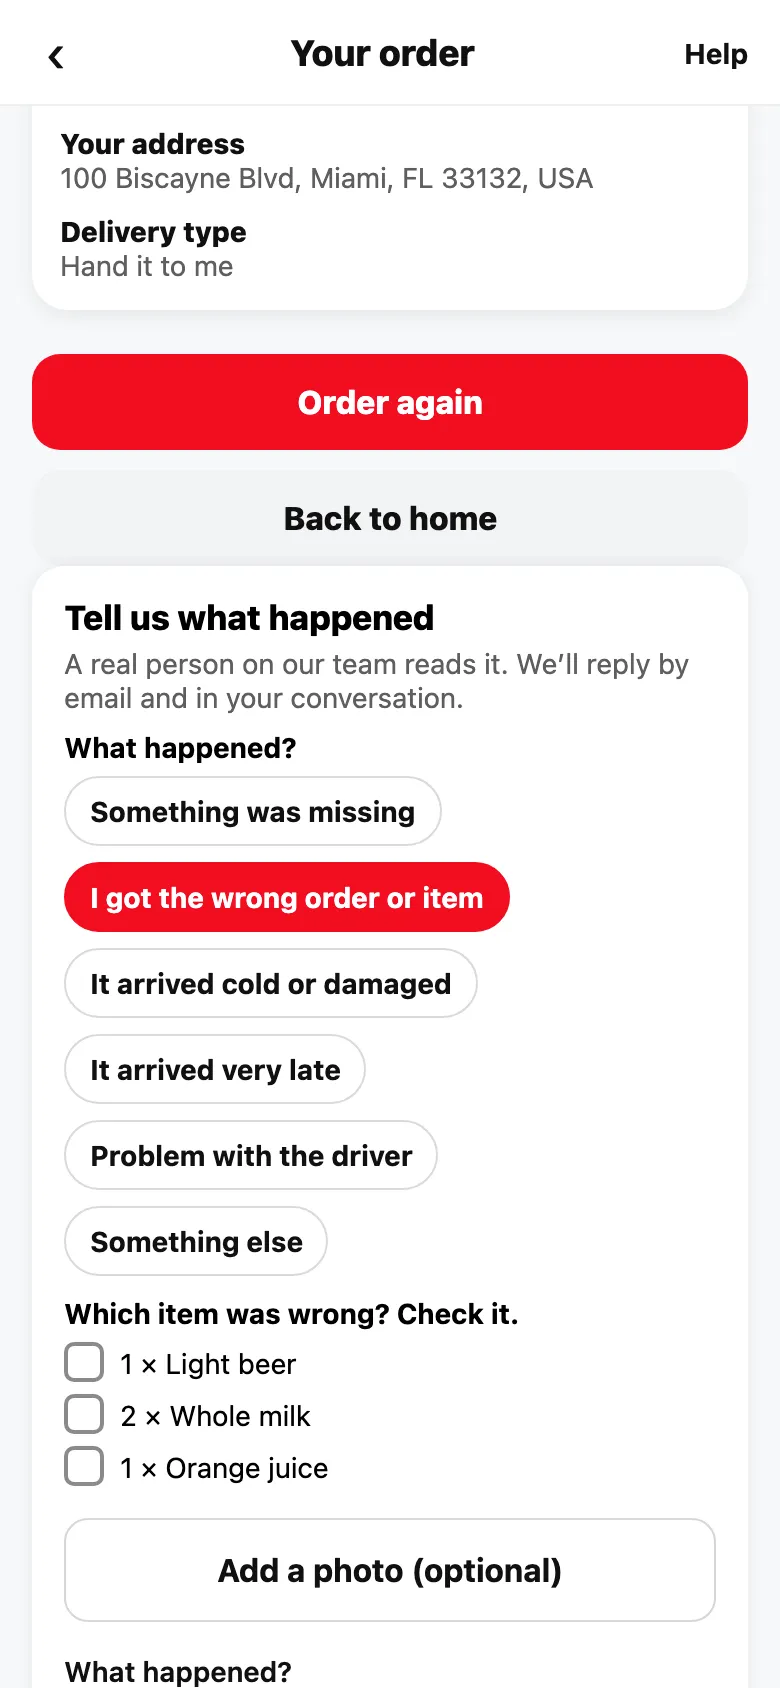 Your order
Help
Your address
100 Biscayne Blvd, Miami, FL 33132, USA
Delivery type
Hand it to me
Order again
Back to home
Tell us what happened
A real person on our team reads it. We’ll reply by
email and in your conversation.
What happened?
Something was missing
I got the wrong order or item
It arrived cold or damaged
It arrived very late
Problem with the driver
Something else
Which item was wrong? Check it.
1 × Light beer
2 × Whole milk
1 × Orange juice
Add a photo (optional)
What happened?